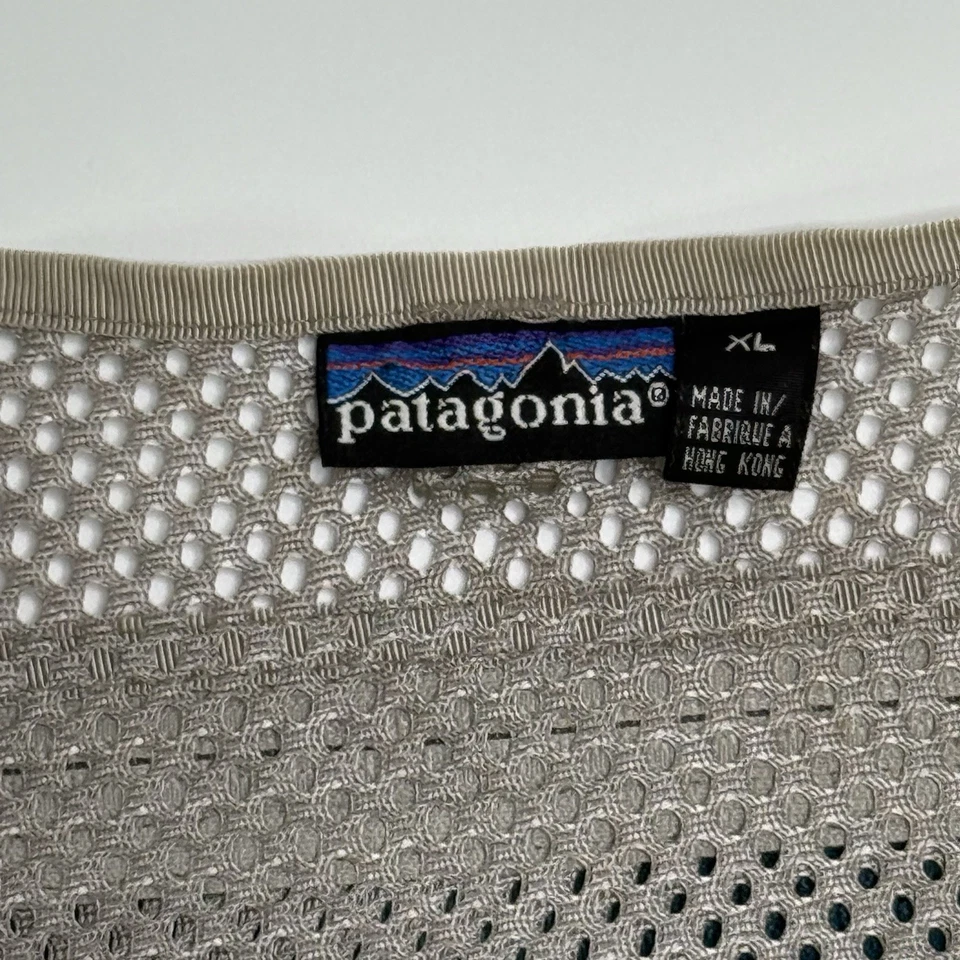 patagonia®
XL
MADE IN/
FABRIQUE A
HONG KONG